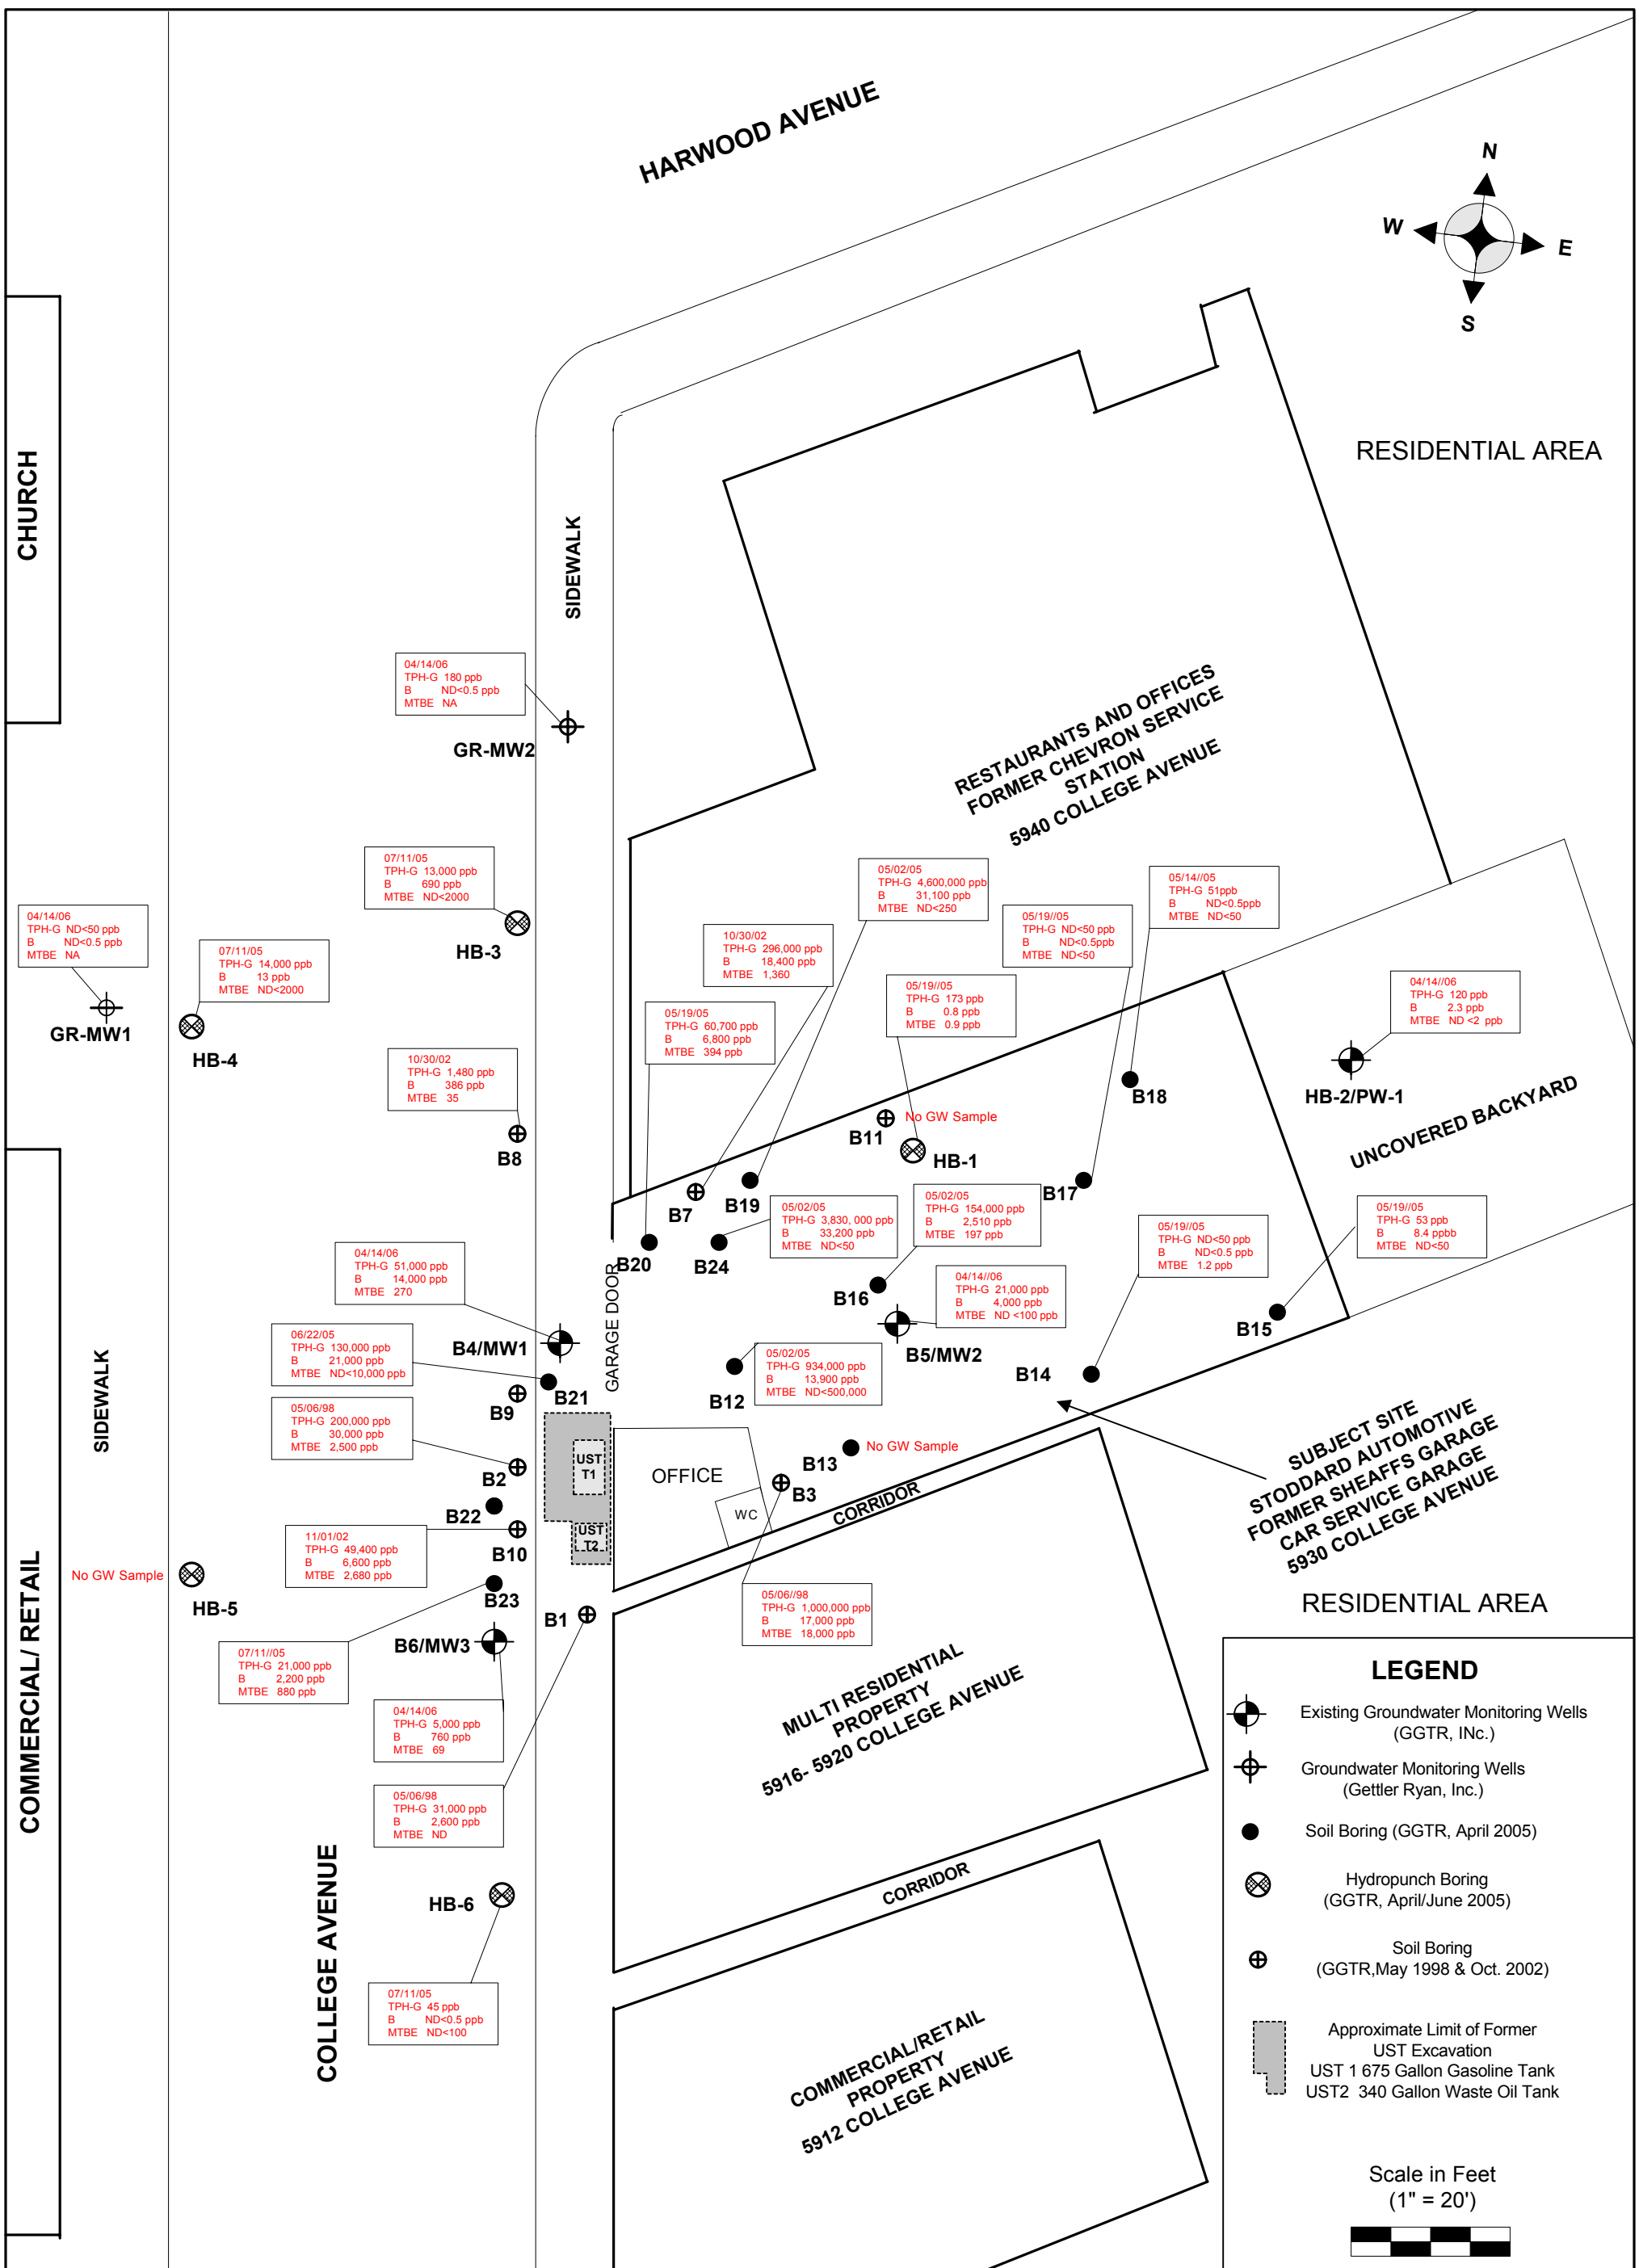 HARWOOD AVENUE
N
W
E
S
CHURCH
RESIDENTIAL AREA
SIDEWALK
04/14/06
TPH-G 180 ppb
B ND<0.5 ppb
MTBE NA
GR-MW2
RESTAURANTS AND OFFICES
FORMER CHEVRON SERVICE
STATION
5940 COLLEGE AVENUE
07/11/05
TPH-G 13,000 ppb
B 690 ppb
MTBE ND<2000
HB-3
04/14/06
TPH-G ND<50 ppb
B ND<0.5 ppb
MTBE NA
GR-MW1
07/11/05
TPH-G 14,000 ppb
B 13 ppb
MTBE ND<2000
HB-4
05/02/05
TPH-G 4,600,000 ppb
B 31,100 ppb
MTBE ND<250
05/14//05
TPH-G 51ppb
B ND<0.5ppb
MTBE ND<50
05/19//05
TPH-G ND<50 ppb
B ND<0.5ppb
MTBE ND<50
10/30/02
TPH-G 296,000 ppb
B 18,400 ppb
MTBE 1,360
05/19//05
TPH-G 173 ppb
B 0.8 ppb
MTBE 0.9 ppb
04/14//06
TPH-G 120 ppb
B 2.3 ppb
MTBE ND <2 ppb
05/19/05
TPH-G 60,700 ppb
B 6,800 ppb
MTBE 394 ppb
10/30/02
TPH-G 1,480 ppb
B 386 ppb
MTBE 35
B8
B18
HB-2/PW-1
UNCOVERED BACKYARD
B11
No GW Sample
HB-1
B17
B7
B19
05/02/05
TPH-G 3,830, 000 ppb
B 33,200 ppb
MTBE ND<50
05/02/05
TPH-G 154,000 ppb
B 2,510 ppb
MTBE 197 ppb
05/19//05
TPH-G ND<50 ppb
B ND<0.5 ppb
MTBE 1.2 ppb
05/19//05
TPH-G 53 ppb
B 8.4 ppbb
MTBE ND<50
B20
B24
04/14/06
TPH-G 51,000 ppb
B 14,000 ppb
MTBE 270
B16
04/14//06
TPH-G 21,000 ppb
B 4,000 ppb
MTBE ND <100 ppb
B15
GARAGE DOOR
B4/MW1
B5/MW2
06/22/05
TPH-G 130,000 ppb
B 21,000 ppb
MTBE ND<10,000 ppb
B21
05/02/05
TPH-G 934,000 ppb
B 13,900 ppb
MTBE ND<500,000
B12
B14
B9
05/06/98
TPH-G 200,000 ppb
B 30,000 ppb
MTBE 2,500 ppb
SIDEWALK
SUBJECT SITE
STODDARD AUTOMOTIVE
FORMER SHEAFFS GARAGE
CAR SERVICE GARAGE
5930 COLLEGE AVENUE
B2
UST
T1
OFFICE
B13
No GW Sample
B3
WC
CORRIDOR
B22
11/01/02
TPH-G 49,400 ppb
B 6,600 ppb
MTBE 2,680 ppb
B10
UST
T2
No GW Sample
HB-5
B23
B1
05/06//98
TPH-G 1,000,000 ppb
B 17,000 ppb
MTBE 18,000 ppb
RESIDENTIAL AREA
COMMERCIAL/ RETAIL
07/11//05
TPH-G 21,000 ppb
B 2,200 ppb
MTBE 880 ppb
B6/MW3
04/14/06
TPH-G 5,000 ppb
B 760 ppb
MTBE 69
MULTI RESIDENTIAL
PROPERTY
5916- 5920 COLLEGE AVENUE
05/06/98
TPH-G 31,000 ppb
B 2,600 ppb
MTBE ND
COLLEGE AVENUE
HB-6
CORRIDOR
07/11/05
TPH-G 45 ppb
B ND<0.5 ppb
MTBE ND<100
COMMERCIAL/RETAIL
PROPERTY
5912 COLLEGE AVENUE
LEGEND
Existing Groundwater Monitoring Wells
(GGTR, INc.)
Groundwater Monitoring Wells
(Gettler Ryan, Inc.)
Soil Boring (GGTR, April 2005)
Hydropunch Boring
(GGTR, April/June 2005)
Soil Boring
(GGTR,May 1998 & Oct. 2002)
Approximate Limit of Former
UST Excavation
UST 1 675 Gallon Gasoline Tank
UST2 340 Gallon Waste Oil Tank
Scale in Feet
(1" = 20')